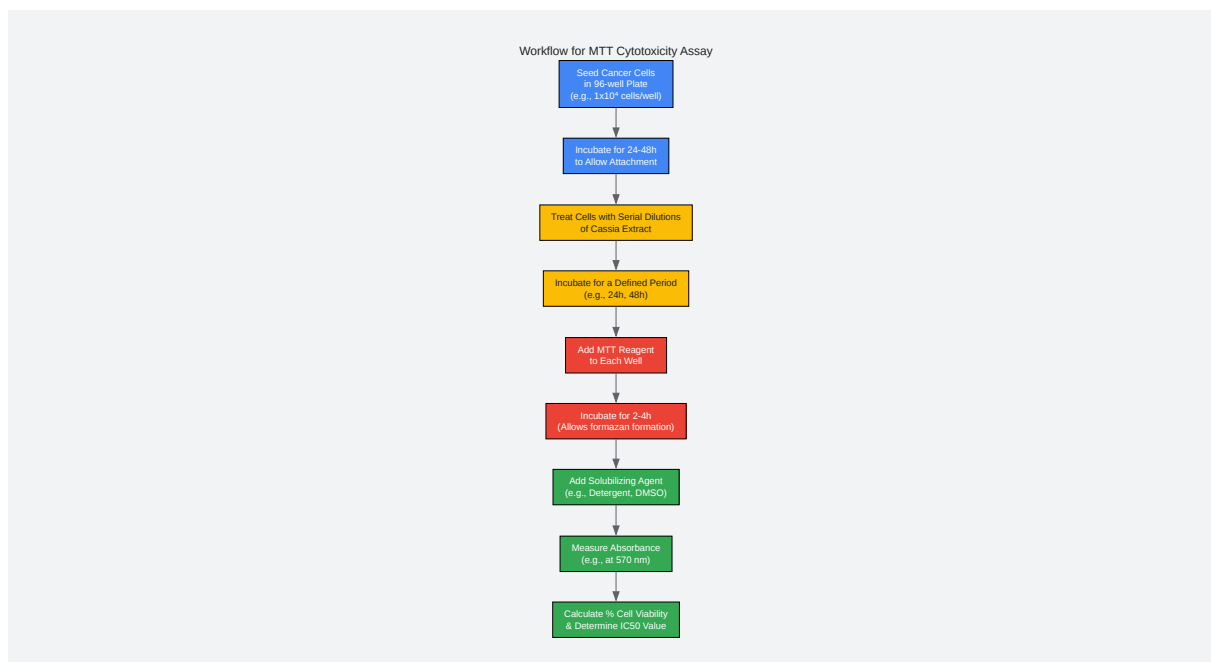 Workflow for MTT Cytotoxicity Assay
Seed Cancer Cells
in 96-well Plate
(e.g., 1x10⁴ cells/well)
Incubate for 24-48h
to Allow Attachment
Treat Cells with Serial Dilutions
of Cassia Extract
Incubate for a Defined Period
(e.g., 24h, 48h)
Add MTT Reagent
to Each Well
Incubate for 2-4h
(Allows formazan formation)
Add Solubilizing Agent
(e.g., Detergent, DMSO)
Measure Absorbance
(e.g., at 570 nm)
Calculate % Cell Viability
& Determine IC50 Value